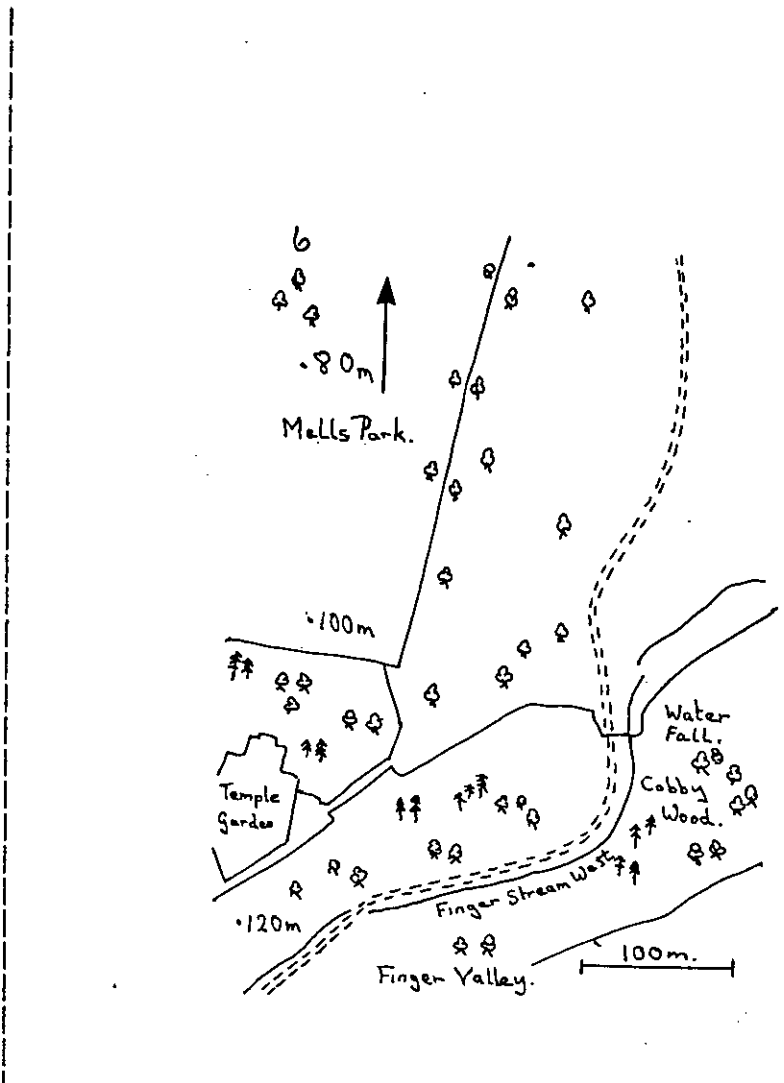 6
.80m
Mells Park.
.100m
Water
Fall.
Temple
Garden
Cobby
Wood.
Finger Stream West
.120m
100m.
Finger Valley.